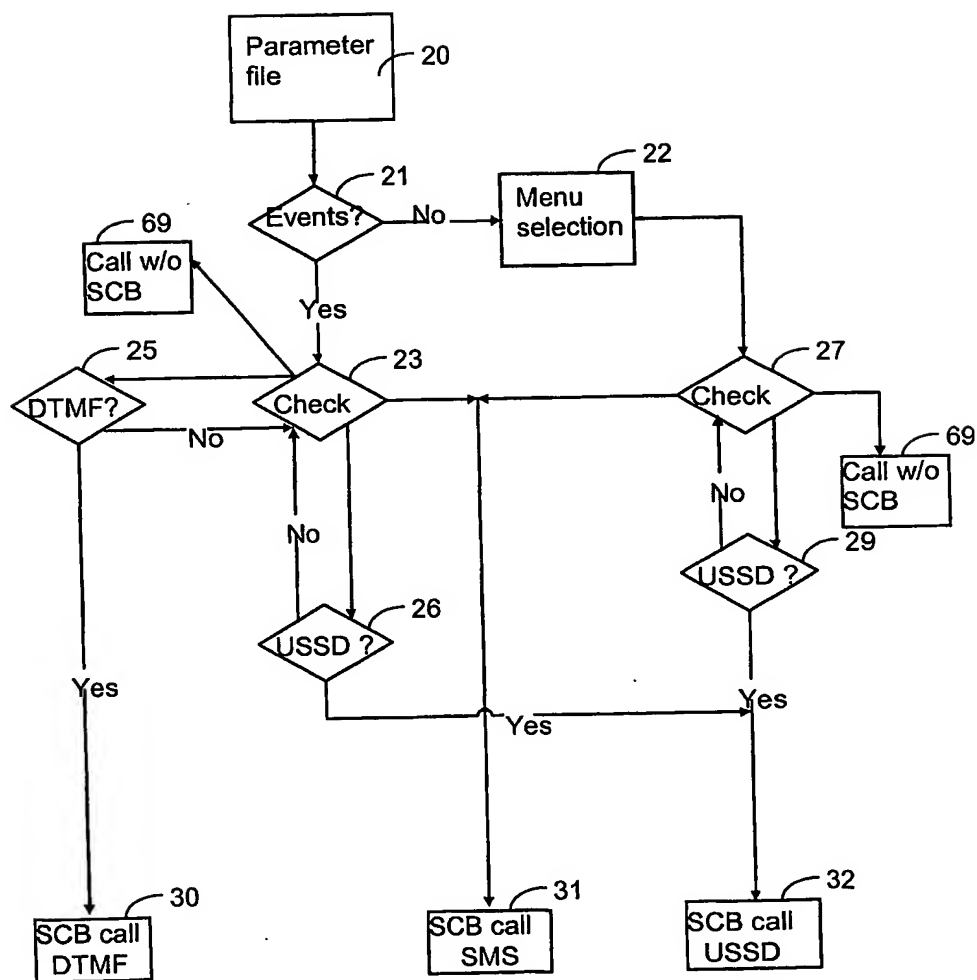 Parameter
file
20
21
Events?
No
22
Menu
selection
69
Call w/o
SCB
Yes
25
DTMF?
23
Check
27
Check
No
69
Call w/o
SCB
No
No
29
USSD ?
26
USSD ?
Yes
Yes
Yes
30
SCB call
DTMF
31
SCB call
SMS
32
SCB call
USSD